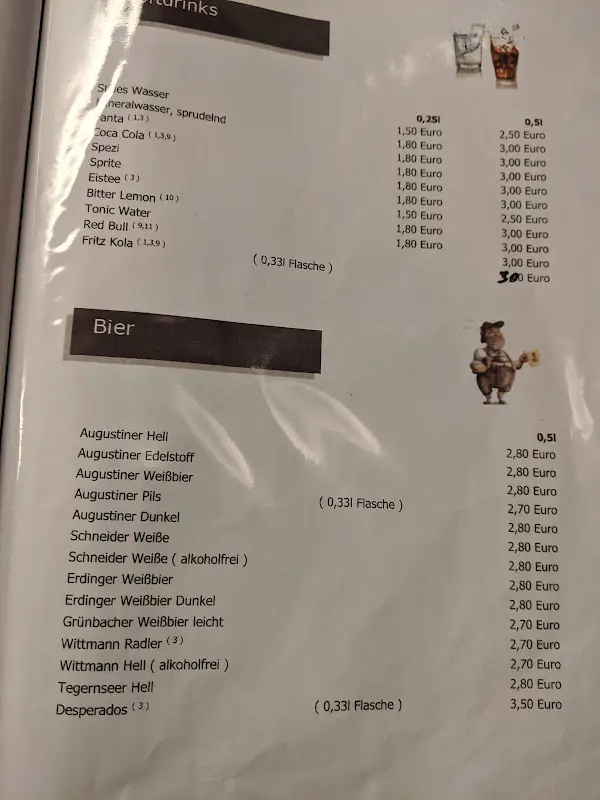 ftdrinks
0,25l 0,5l
Stilles Wasser 1,50 Euro 2,50 Euro
Mineralwasser, sprudelnd 1,80 Euro 3,00 Euro
Fanta (1,3) 1,80 Euro 3,00 Euro
Coca Cola (1,3,9) 1,80 Euro 3,00 Euro
Spezi 1,80 Euro 3,00 Euro
Sprite 1,80 Euro 3,00 Euro
Eistee (3) 1,50 Euro 2,50 Euro
Bitter Lemon (10) 1,80 Euro 3,00 Euro
Tonic Water 1,80 Euro 3,00 Euro
Red Bull (9,11) 3,00 Euro
Fritz Kola (1,3,9) ( 0,33l Flasche ) 3 00 Euro
Bier
0,5l
Augustiner Hell 2,80 Euro
Augustiner Edelstoff 2,80 Euro
Augustiner Weißbier 2,80 Euro
Augustiner Pils ( 0,33l Flasche ) 2,70 Euro
Augustiner Dunkel 2,80 Euro
Schneider Weiße 2,80 Euro
Schneider Weiße ( alkoholfrei ) 2,80 Euro
Erdinger Weißbier 2,80 Euro
Erdinger Weißbier Dunkel 2,80 Euro
Grünbacher Weißbier leicht 2,70 Euro
Wittmann Radler (3) 2,70 Euro
Wittmann Hell ( alkoholfrei ) 2,70 Euro
Tegernseer Hell 2,80 Euro
Desperados (3) ( 0,33l Flasche ) 3,50 Euro